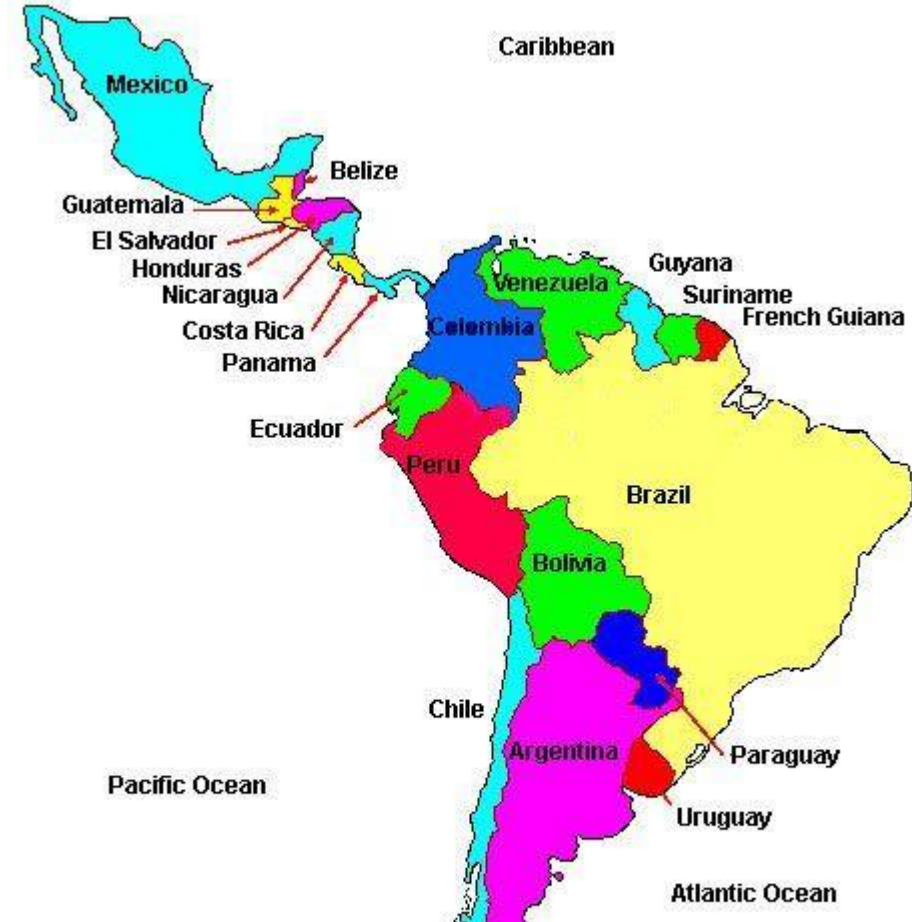 Caribbean
Mexico
Belize
Guatemala
El Salvador
Honduras
Nicaragua
Costa Rica
Panama
Venezuela
Guyana
Suriname
French Guiana
Colombia
Ecuador
Peru
Brazil
Bolivia
Chile
Argentina
Paraguay
Pacific Ocean
Uruguay
Atlantic Ocean